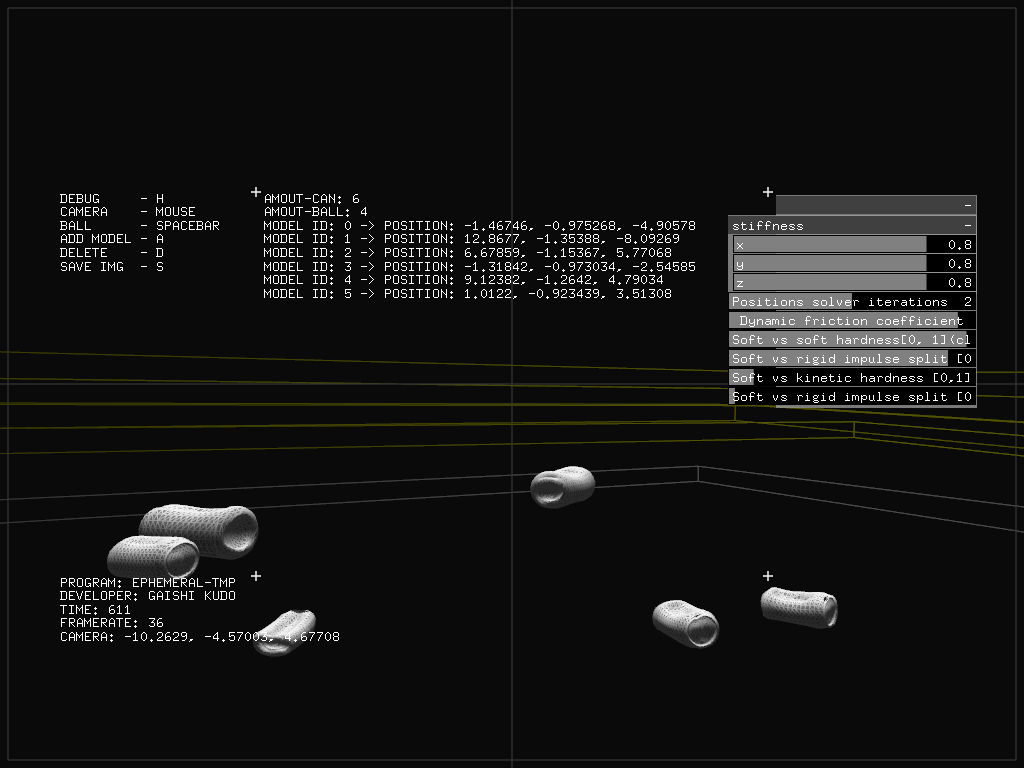 DEBUG - H
CAMERA - MOUSE
BALL - SPACEBAR
ADD MODEL - A
DELETE - D
SAVE IMG - S
AMOUT-CAN: 6
AMOUT-BALL: 4
MODEL ID: 0 -> POSITION: -1.46746, -0.975268, -4.90578
MODEL ID: 1 -> POSITION: 12.8677, -1.35388, -8.09269
MODEL ID: 2 -> POSITION: 6.67859, -1.15367, 5.77068
MODEL ID: 3 -> POSITION: -1.31842, -0.973034, -2.54585
MODEL ID: 4 -> POSITION: 9.12382, -1.2642, 4.79034
MODEL ID: 5 -> POSITION: 1.0122, -0.923439, 3.51308
-
stiffness -
x 0.8
y 0.8
z 0.8
Positions solver iterations 2
Dynamic friction coefficient
Soft vs soft hardness[0, 1](cl
Soft vs rigid impulse split [0
Soft vs kinetic hardness [0,1]
Soft vs rigid impulse split [0
PROGRAM: EPHEMERAL-TMP
DEVELOPER: GAISHI KUDO
TIME: 611
FRAMERATE: 36
CAMERA: -10.2629, -4.57003, 4.67708